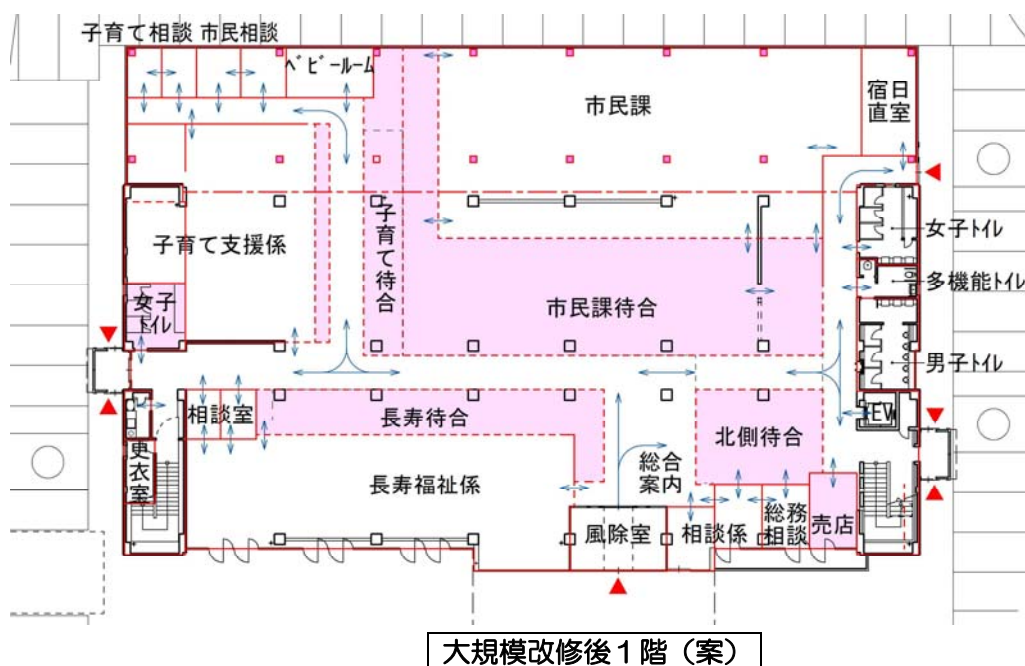 子育て相談 市民相談
ベビールーム
市民課
宿日
直室
子育て支援係
子育て待合
女子トイレ
多機能トイレ
女子
トイレ
市民課待合
男子トイレ
相談室
長寿待合
北側待合
EV
更衣室
長寿福祉係
総合
案内
風除室
相談係
総務
相談
売店
大規模改修後1階（案）